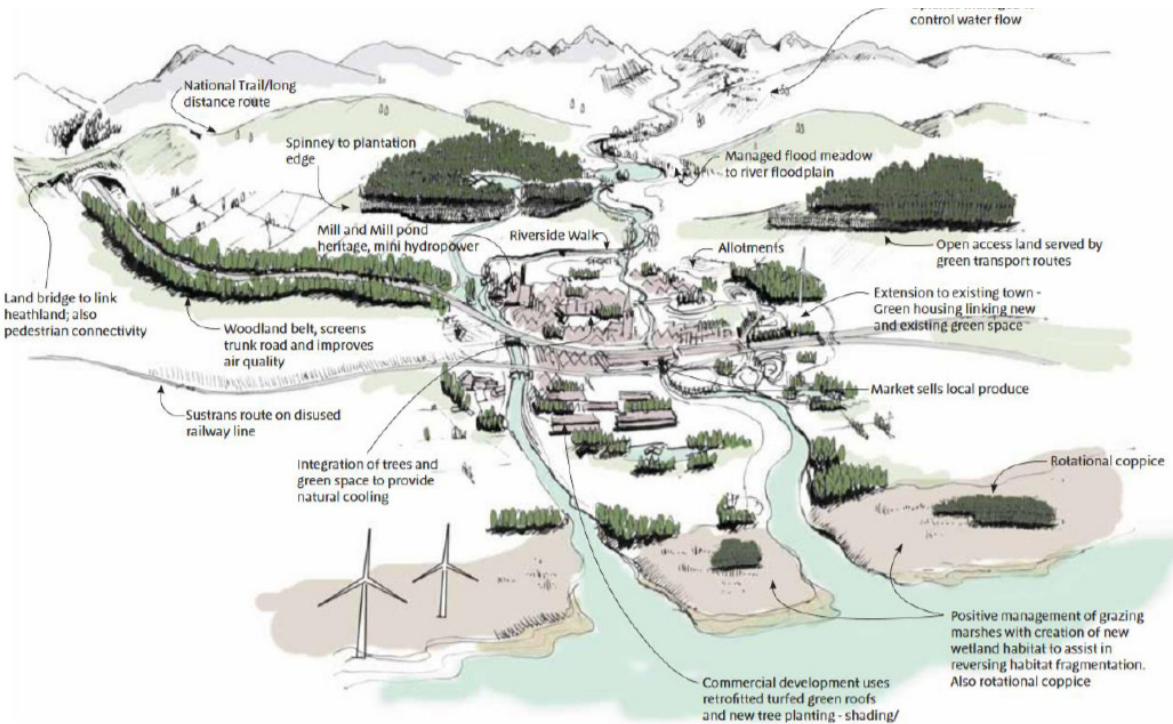 control water flow
National Trail/long
distance route
Spinney to plantation
edge
Managed flood meadow
to river floodplain
Mill and Mill pond
heritage, mini hydropower
Riverside Walk
Allotments
Open access land served by
green transport routes
Land bridge to link
heathland; also
pedestrian connectivity
Woodland belt, screens
trunk road and improves
air quality
Extension to existing town -
Green housing linking new
and existing green space
Market sells local produce
Sustrans route on disused
railway line
Integration of trees and
green space to provide
natural cooling
Rotational coppice
Positive management of grazing
marshes with creation of new
wetland habitat to assist in
reversing habitat fragmentation.
Also rotational coppice
Commercial development uses
retrofitted turfed green roofs
and new tree planting - shading/